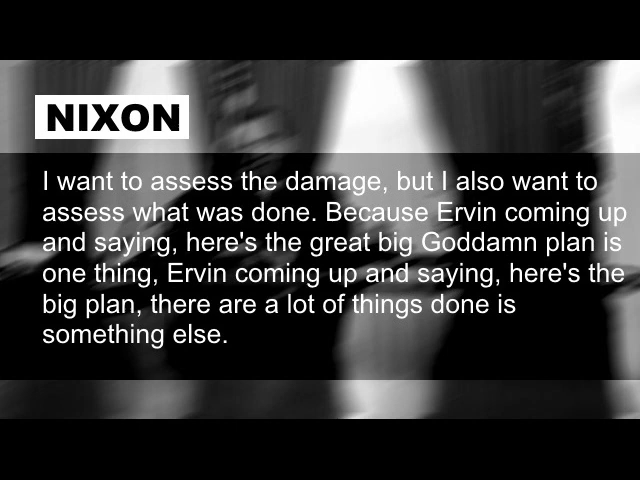 NIXON
I want to assess the damage, but I also want to
assess what was done. Because Ervin coming up
and saying, here's the great big Goddamn plan is
one thing, Ervin coming up and saying, here's the
big plan, there are a lot of things done is
something else.